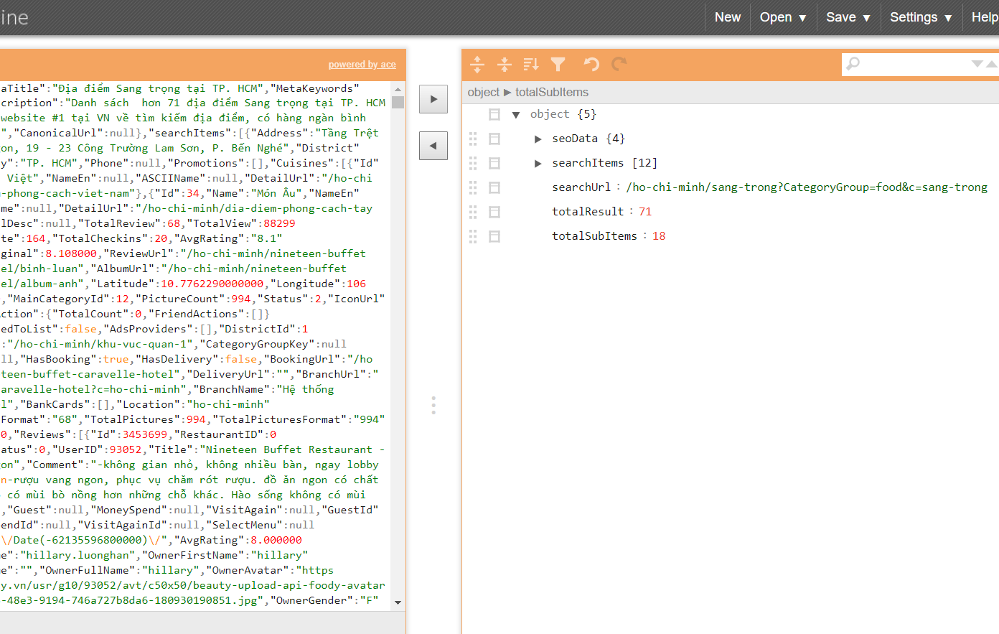 ine
New
Open ▼
Save ▼
Settings ▼
Help
powered by ace
aTitle":"Địa điểm Sang trọng tại TP. HCM","MetaKeywords"
cription":"Danh sách  hơn 71 địa điểm Sang trọng tại TP. HCM
website #1 tại VN về tìm kiếm địa điểm, có hàng ngàn bình
","CanonicalUrl":null},"searchItems":[{"Address":"Tầng Trệt
on, 19 - 23 Công Trường Lam Sơn, P. Bến Nghé","District"
y":"TP. HCM","Phone":null,"Promotions":[],"Cuisines":[{"Id"
Việt","NameEn":null,"ASCIIName":null,"DetailUrl":"/ho-chi
-phong-cach-viet-nam"},{"Id":34,"Name":"Món Âu","NameEn"
me":null,"DetailUrl":"/ho-chi-minh/dia-diem-phong-cach-tay
lDesc":null,"TotalReview":68,"TotalView":88299
te":164,"TotalCheckins":20,"AvgRating":"8.1"
ginal":8.108000,"ReviewUrl":"/ho-chi-minh/nineteen-buffet
el/binh-luan","AlbumUrl":"/ho-chi-minh/nineteen-buffet
el/album-anh","Latitude":10.7762290000000,"Longitude":106
,"MainCategoryId":12,"PictureCount":994,"Status":2,"IconUrl"
ction":{"TotalCount":0,"FriendActions":[]}
edToList":false,"AdsProviders":[],"DistrictId":1
:"/ho-chi-minh/khu-vuc-quan-1","CategoryGroupKey":null
ll,"HasBooking":true,"HasDelivery":false,"BookingUrl":"/ho
teen-buffet-caravelle-hotel","DeliveryUrl":"","BranchUrl":"
aravelle-hotel?c=ho-chi-minh","BranchName":"Hệ thống
l","BankCards":[],"Location":"ho-chi-minh"
Format":"68","TotalPictures":994,"TotalPicturesFormat":"994"
0,"Reviews":[{"Id":3453699,"RestaurantID":0
atus":0,"UserID":93052,"Title":"Nineteen Buffet Restaurant -
gon","Comment":"-không gian nhỏ, không nhiều bàn, ngay lobby
n-rượu vang ngon, phục vụ chăm rót rượu. đồ ăn ngon có chất
có mùi bò nồng hơn những chỗ khác. Hào sống không có mùi
,"Guest":null,"MoneySpend":null,"VisitAgain":null,"GuestId"
endId":null,"VisitAgainId":null,"SelectMenu":null
\/Date(-62135596800000)\/","AvgRating":8.000000
e":"hillary.luonghan","OwnerFirstName":"hillary"
e":"","OwnerFullName":"hillary","OwnerAvatar":"https
y.vn/usr/g10/93052/avt/c50x50/beauty-upload-api-foody-avatar
-48e3-9194-746a727b8da6-180930190851.jpg","OwnerGender":"F"
object ► totalSubItems
object {5}
seoData {4}
searchItems [12]
searchUrl : /ho-chi-minh/sang-trong?CategoryGroup=food&c=sang-trong
totalResult : 71
totalSubItems : 18